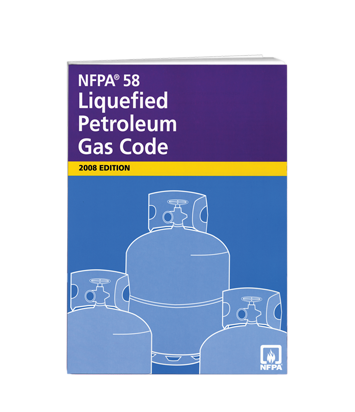 NFPA® 58
Liquefied
Petroleum
Gas Code
2008 EDITION
NFPA